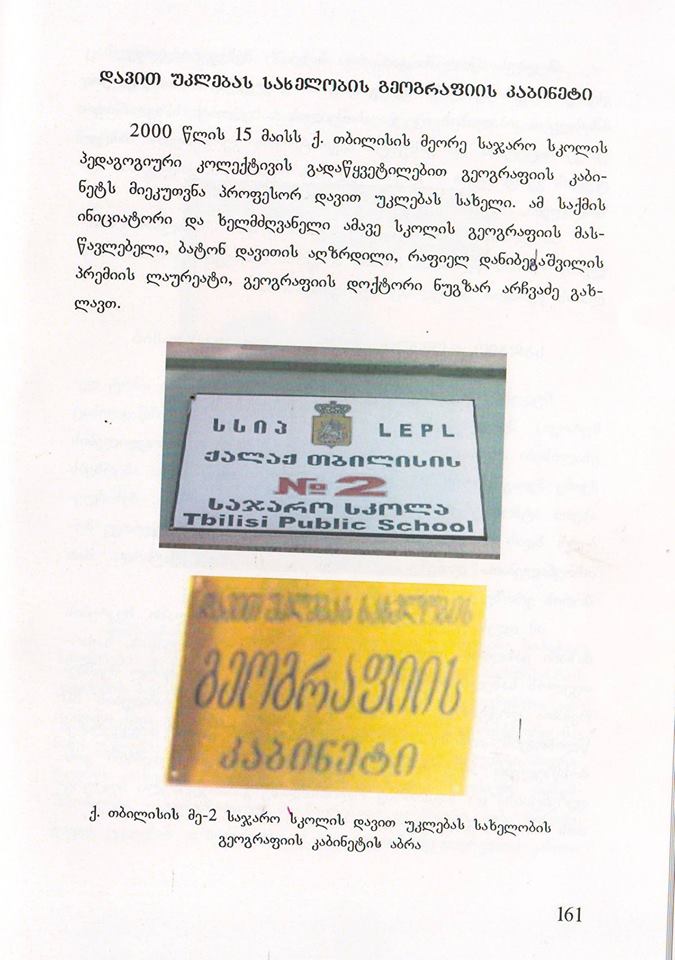 დავით უკლებას სახელობის გეოგრაფიის კაბინეტი
2000 წლის 15 მაისს ქ. თბილისის მეორე საჯარო სკოლის
პედაგოგიური კოლექტივის გადაწყვეტილებით გეოგრაფიის კაბი-
ნეტს მიეკუთვნა პროფესორ დავით უკლებას სახელი. ამ საქმის
ინიციატორი და ხელმძღვანელი ამავე სკოლის გეოგრაფიის მას-
წავლებელი, ბატონ დავითის აღზრდილი, რაფიელ დანიბეგაშვილის
პრემიის ლაურეატი, გეოგრაფიის დოქტორი ნუგზარ არჩვაძე გახ-
ლავთ.
სსიპ LEPL
ქალაქ თბილისის
№2
საჯარო სკოლა
Tbilisi Public School
დავით უკლებას სახელობის
გეოგრაფიის
კაბინეტი
ქ. თბილისის მე-2 საჯარო სკოლის დავით უკლებას სახელობის
გეოგრაფიის კაბინეტის აბრა
161